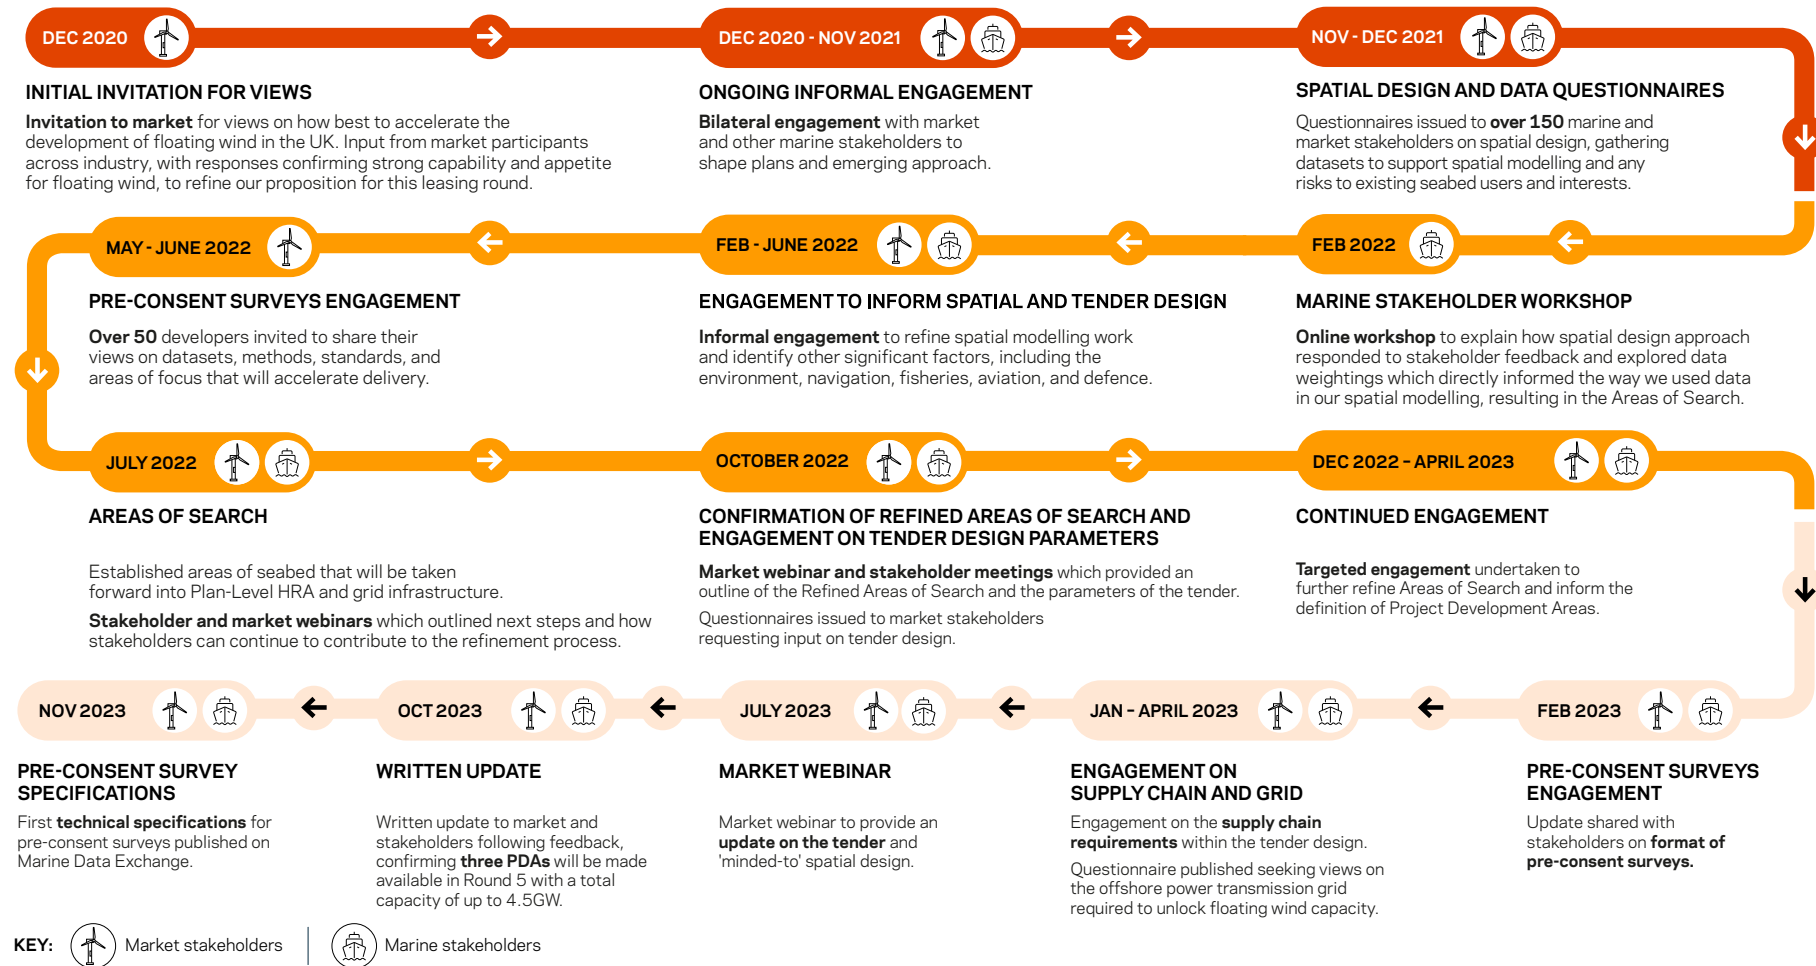 DEC 2020
INITIAL INVITATION FOR VIEWS
Invitation to market for views on how best to accelerate the
development of floating wind in the UK. Input from market participants
across industry, with responses confirming strong capability and appetite
for floating wind, to refine our proposition for this leasing round.
DEC 2020 - NOV 2021
ONGOING INFORMAL ENGAGEMENT
Bilateral engagement with market
and other marine stakeholders to
shape plans and emerging approach.
NOV - DEC 2021
SPATIAL DESIGN AND DATA QUESTIONNAIRES
Questionnaires issued to over 150 marine and
market stakeholders on spatial design, gathering
datasets to support spatial modelling and any
risks to existing seabed users and interests.
FEB 2022
MARINE STAKEHOLDER WORKSHOP
Online workshop to explain how spatial design approach
responded to stakeholder feedback and explored data
weightings which directly informed the way we used data
in our spatial modelling, resulting in the Areas of Search.
FEB - JUNE 2022
ENGAGEMENT TO INFORM SPATIAL AND TENDER DESIGN
Informal engagement to refine spatial modelling work
and identify other significant factors, including the
environment, navigation, fisheries, aviation, and defence.
MAY - JUNE 2022
PRE-CONSENT SURVEYS ENGAGEMENT
Over 50 developers invited to share their
views on datasets, methods, standards, and
areas of focus that will accelerate delivery.
JULY 2022
AREAS OF SEARCH
Established areas of seabed that will be taken
forward into Plan-Level HRA and grid infrastructure.
Stakeholder and market webinars which outlined next steps and how
stakeholders can continue to contribute to the refinement process.
OCTOBER 2022
CONFIRMATION OF REFINED AREAS OF SEARCH AND
ENGAGEMENT ON TENDER DESIGN PARAMETERS
Market webinar and stakeholder meetings which provided an
outline of the Refined Areas of Search and the parameters of the tender.
Questionnaires issued to market stakeholders
requesting input on tender design.
DEC 2022 – APRIL 2023
CONTINUED ENGAGEMENT
Targeted engagement undertaken to
further refine Areas of Search and inform the
definition of Project Development Areas.
FEB 2023
PRE-CONSENT SURVEYS
ENGAGEMENT
Update shared with
stakeholders on format of
pre-consent surveys.
JAN – APRIL 2023
ENGAGEMENT ON
SUPPLY CHAIN AND GRID
Engagement on the supply chain
requirements within the tender design.
Questionnaire published seeking views on
the offshore power transmission grid
required to unlock floating wind capacity.
JULY 2023
MARKET WEBINAR
Market webinar to provide an
update on the tender and
'minded-to' spatial design.
OCT 2023
WRITTEN UPDATE
Written update to market and
stakeholders following feedback,
confirming three PDAs will be made
available in Round 5 with a total
capacity of up to 4.5GW.
NOV 2023
PRE-CONSENT SURVEY
SPECIFICATIONS
First technical specifications for
pre-consent surveys published on
Marine Data Exchange.
KEY:
Market stakeholders
Marine stakeholders